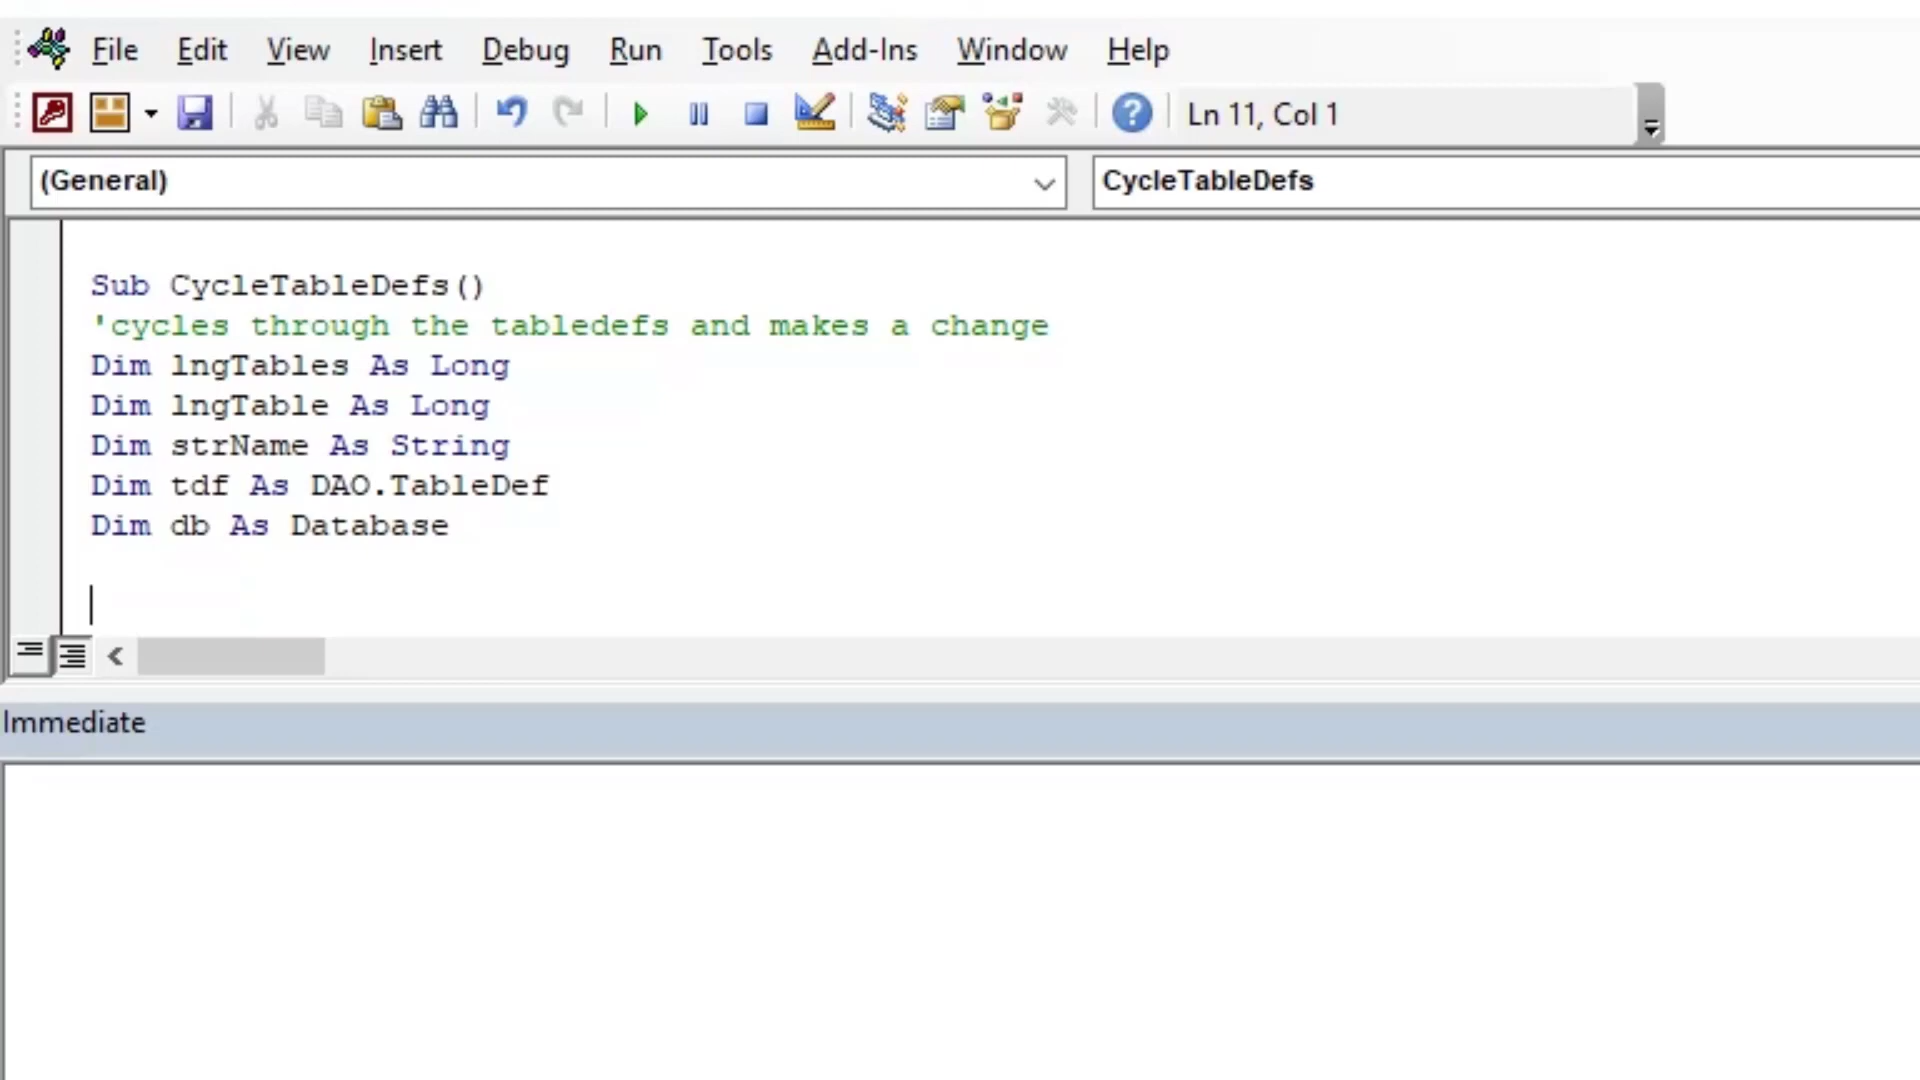 File Edit View Insert Debug Run Tools Add-Ins Window Help
Ln 11, Col 1
(General) CycleTableDefs
Sub CycleTableDefs()
'cycles through the tabledefs and makes a change
Dim lngTables As Long
Dim lngTable As Long
Dim strName As String
Dim tdf As DAO.TableDef
Dim db As Database
Immediate